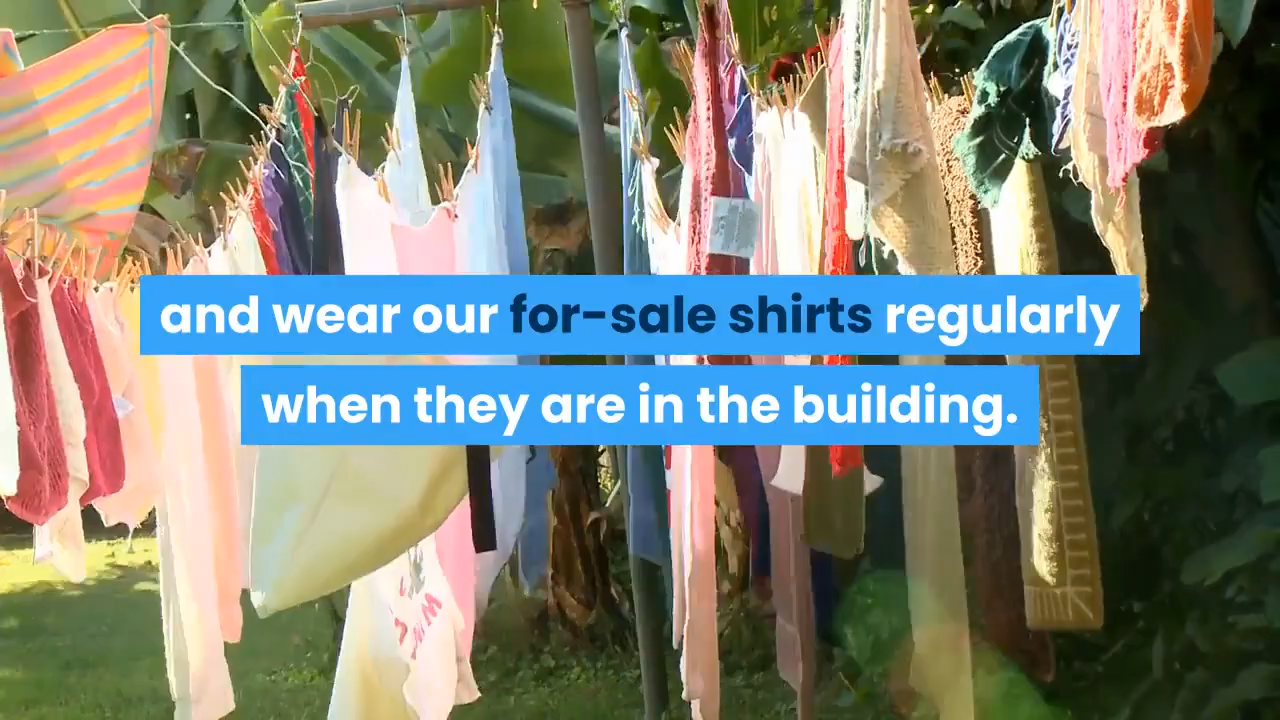 and wear our for-sale shirts regularly
when they are in the building.